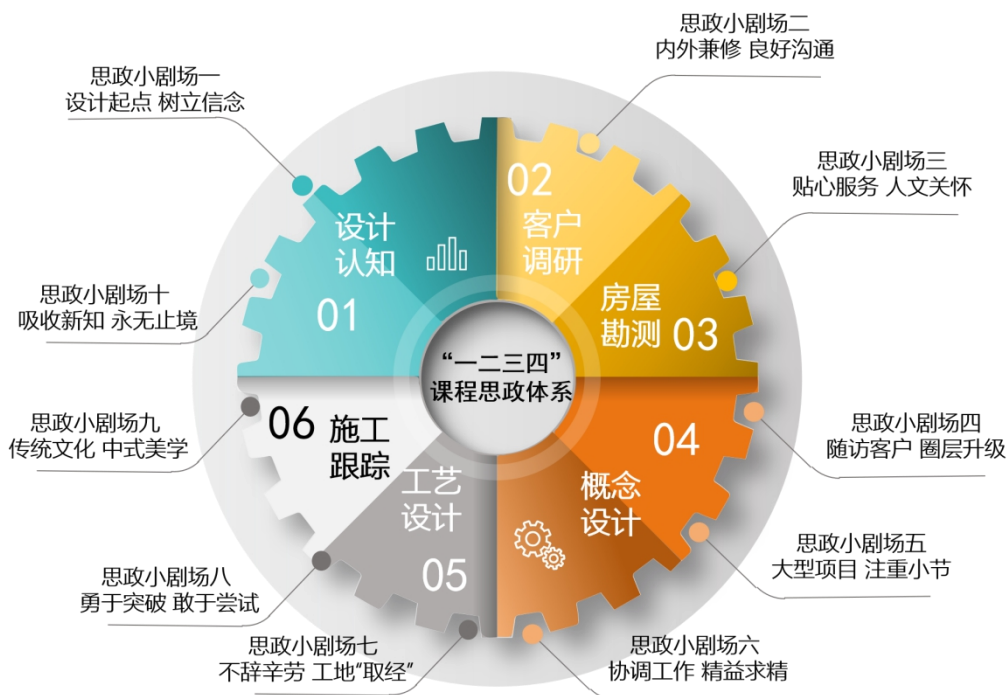 思政小剧场一
设计起点 树立信念
思政小剧场二
内外兼修 良好沟通
思政小剧场三
贴心服务 人文关怀
思政小剧场四
随访客户 圈层升级
思政小剧场五
大型项目 注重小节
思政小剧场六
协调工作 精益求精
思政小剧场七
不辞辛劳 工地“取经”
思政小剧场八
勇于突破 敢于尝试
思政小剧场九
传统文化 中式美学
思政小剧场十
吸收新知 永无止境
设计
认知
01
02
客户
调研
房屋
勘测
03
04
概念
设计
工艺
设计
05
06
施工
跟踪
“一二三四”
课程思政体系